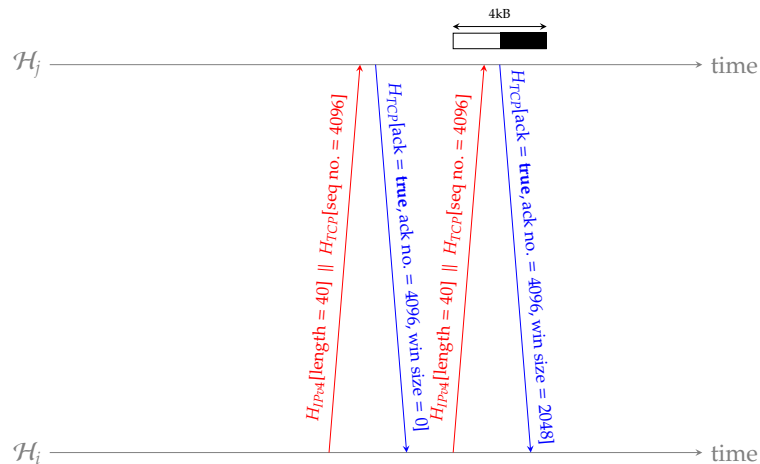 4kB
ℋⱼ
time
H_IPv4[length = 40] ∥ H_TCP[seq no. = 4096]
H_TCP[ack = true, ack no. = 4096, win size = 0]
H_IPv4[length = 40] ∥ H_TCP[seq no. = 4096]
H_TCP[ack = true, ack no. = 4096, win size = 2048]
ℋᵢ
time